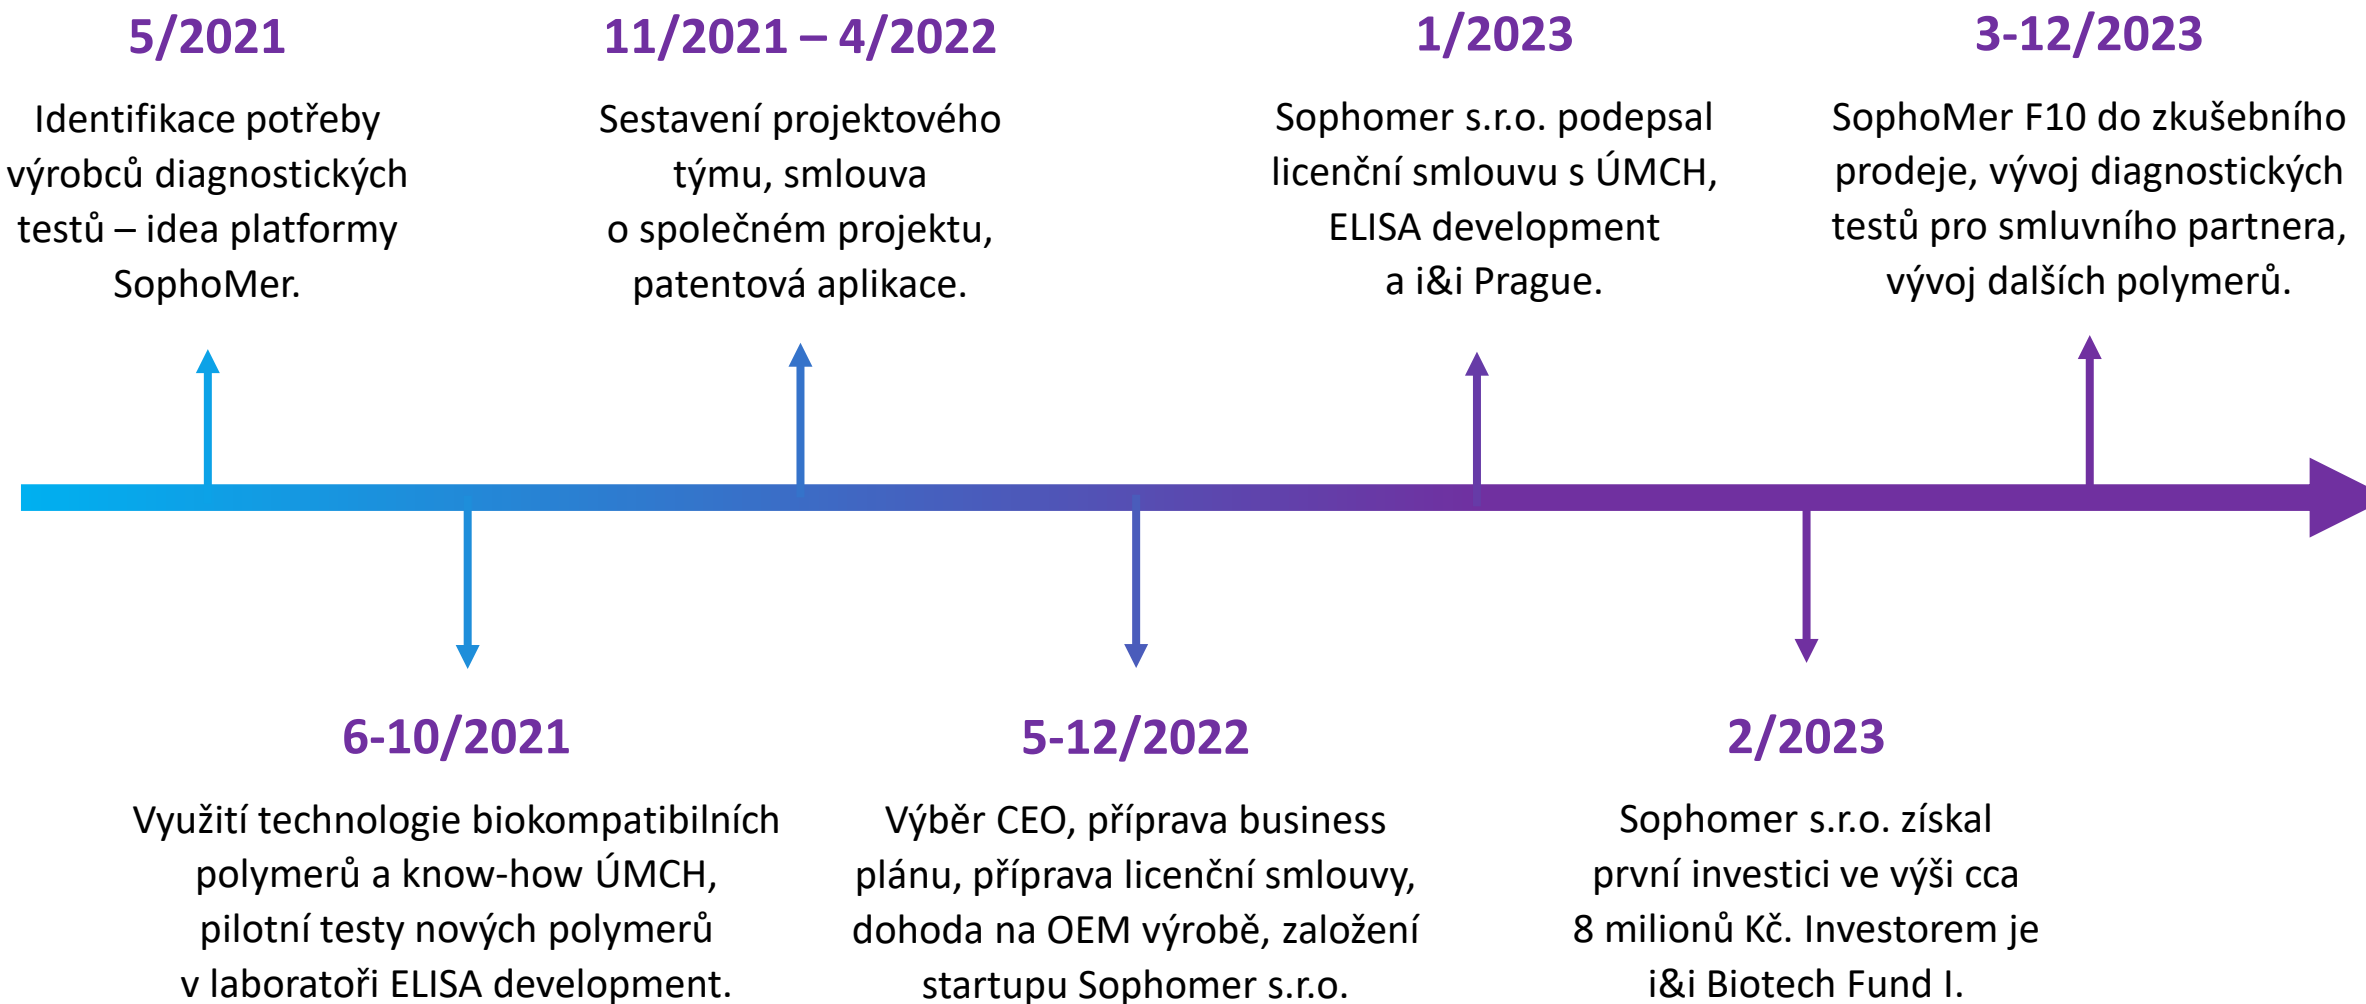 5/2021
Identifikace potřeby
výrobců diagnostických
testů – idea platformy
SophoMer.
6-10/2021
Využití technologie biokompatibilních
polymerů a know-how ÚMCH,
pilotní testy nových polymerů
v laboratoři ELISA development.
11/2021 – 4/2022
Sestavení projektového
týmu, smlouva
o společném projektu,
patentová aplikace.
5-12/2022
Výběr CEO, příprava business
plánu, příprava licenční smlouvy,
dohoda na OEM výrobě, založení
startupu Sophomer s.r.o.
1/2023
Sophomer s.r.o. podepsal
licenční smlouvu s ÚMCH,
ELISA development
a i&i Prague.
2/2023
Sophomer s.r.o. získal
první investici ve výši cca
8 milionů Kč. Investorem je
i&i Biotech Fund I.
3-12/2023
SophoMer F10 do zkušebního
prodeje, vývoj diagnostických
testů pro smluvního partnera,
vývoj dalších polymerů.